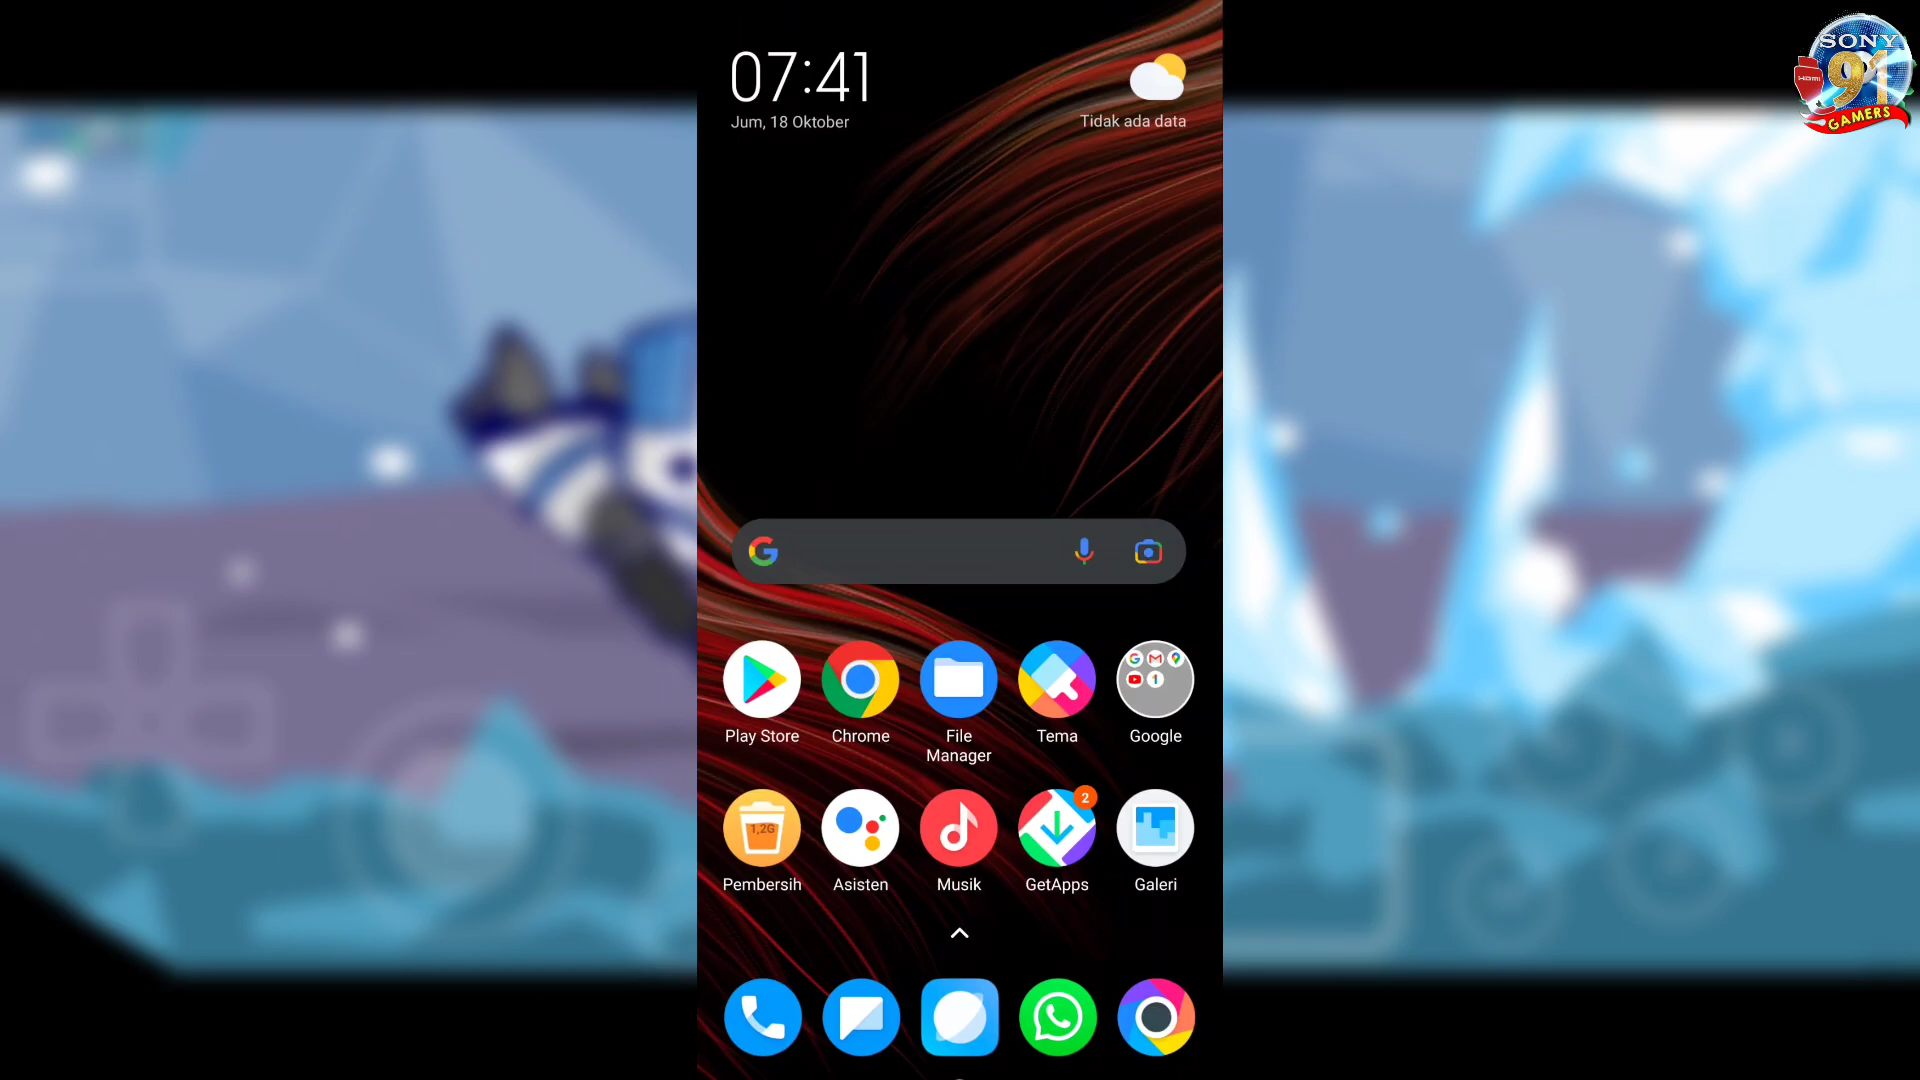 07:41
Jum, 18 Oktober
Tidak ada data
SONY
91
GAMERS
Play Store
Chrome
File
Manager
Tema
Google
1,2G
2
Pembersih
Asisten
Musik
GetApps
Galeri